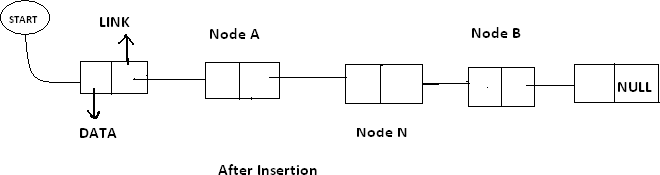 START
LINK
Node A
Node B
NULL
DATA
Node N
After Insertion